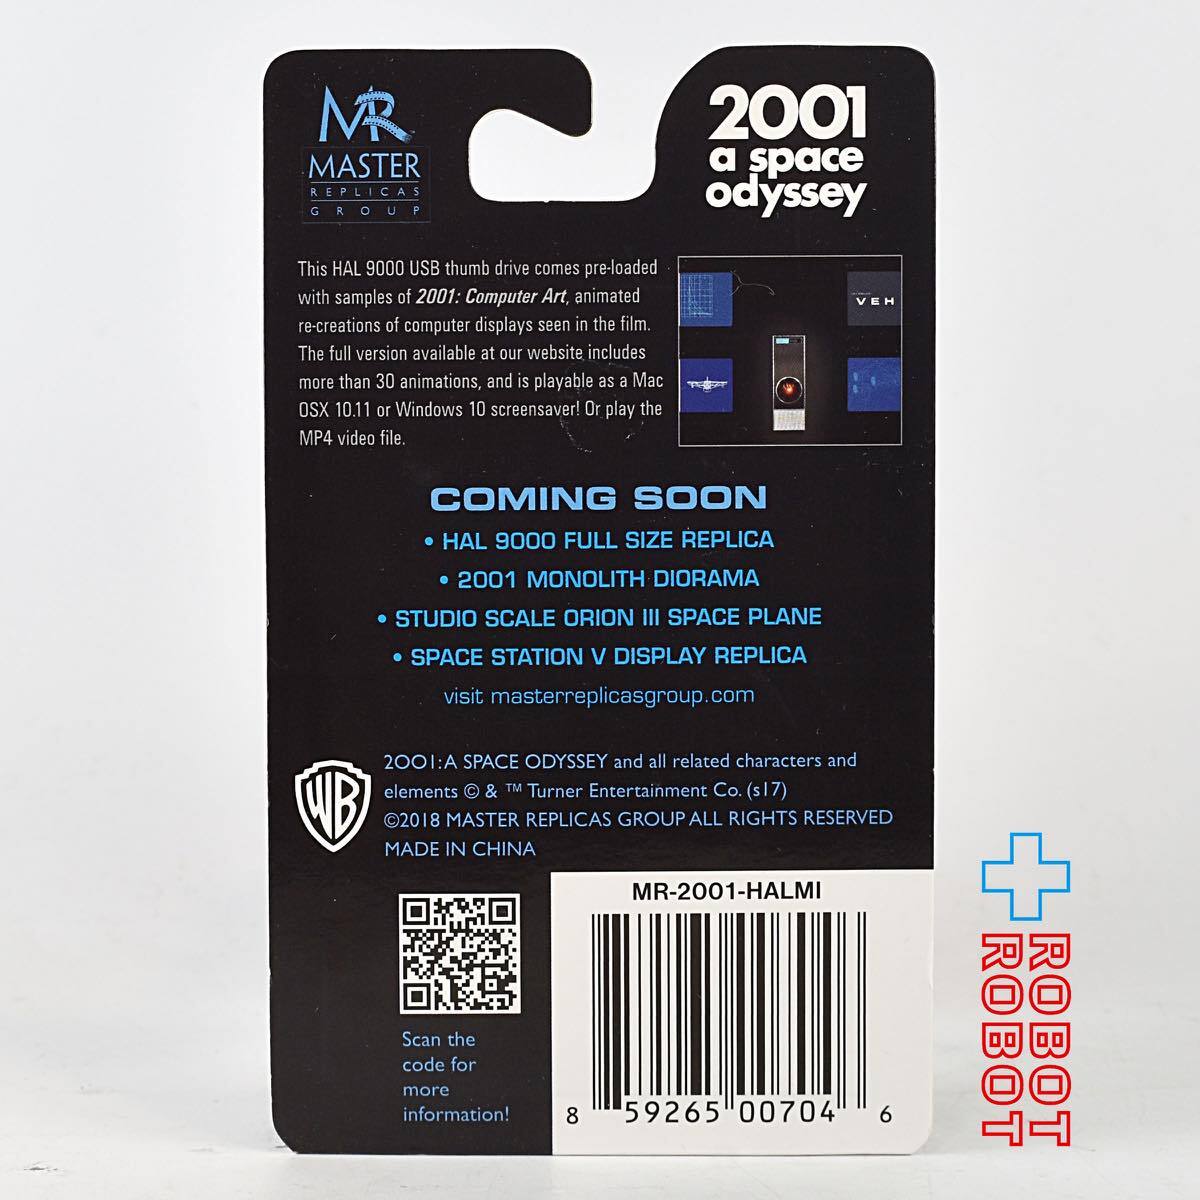 MR
MASTER
REPLICAS
GROUP
2001
a space
odyssey
This HAL 9000 USB thumb drive comes pre-loaded
with samples of 2001: Computer Art, animated
re-creations of computer displays seen in the film.
The full version available at our website includes
more than 30 animations, and is playable as a Mac
OSX 10.11 or Windows 10 screensaver! Or play the
MP4 video file.
VEH
COMING SOON
• HAL 9000 FULL SIZE REPLICA
• 2001 MONOLITH DIORAMA
• STUDIO SCALE ORION III SPACE PLANE
• SPACE STATION V DISPLAY REPLICA
visit masterreplicasgroup.com
WB
2001: A SPACE ODYSSEY and all related characters and
elements © & ™ Turner Entertainment Co. (s17)
©2018 MASTER REPLICAS GROUP ALL RIGHTS RESERVED
MADE IN CHINA
MR-2001-HALMI
8 59265 00704 6
Scan the
code for
more
information!
ROBOT
ROBOT